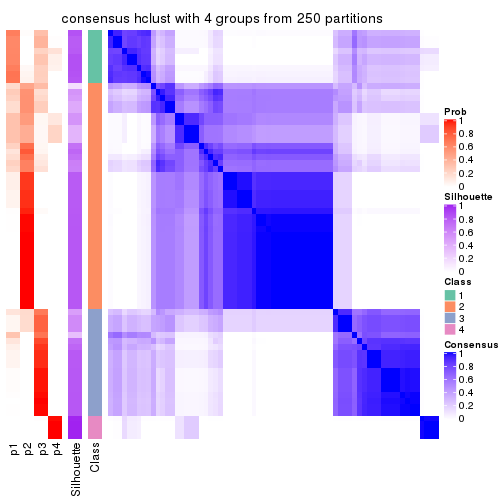 consensus hclust with 4 groups from 250 partitions
Prob
1
0.8
0.6
0.4
0.2
0
Silhouette
1
0.8
0.6
0.4
0.2
0
Class
1
2
3
4
Consensus
1
0.8
0.6
0.4
0.2
0
p1
p2
p3
p4
Silhouette
Class